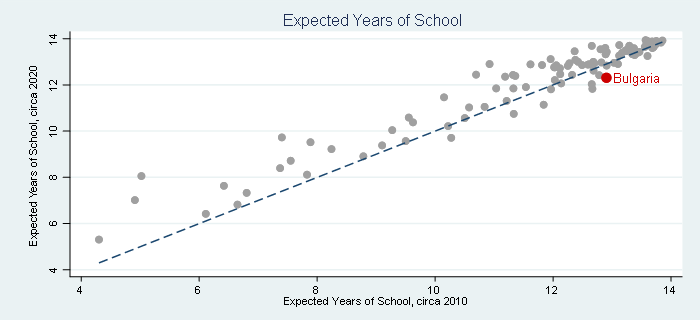 Expected Years of School
Expected Years of School, circa 2020
14
12
10
8
6
4
Bulgaria
4 6 8 10 12 14
Expected Years of School, circa 2010